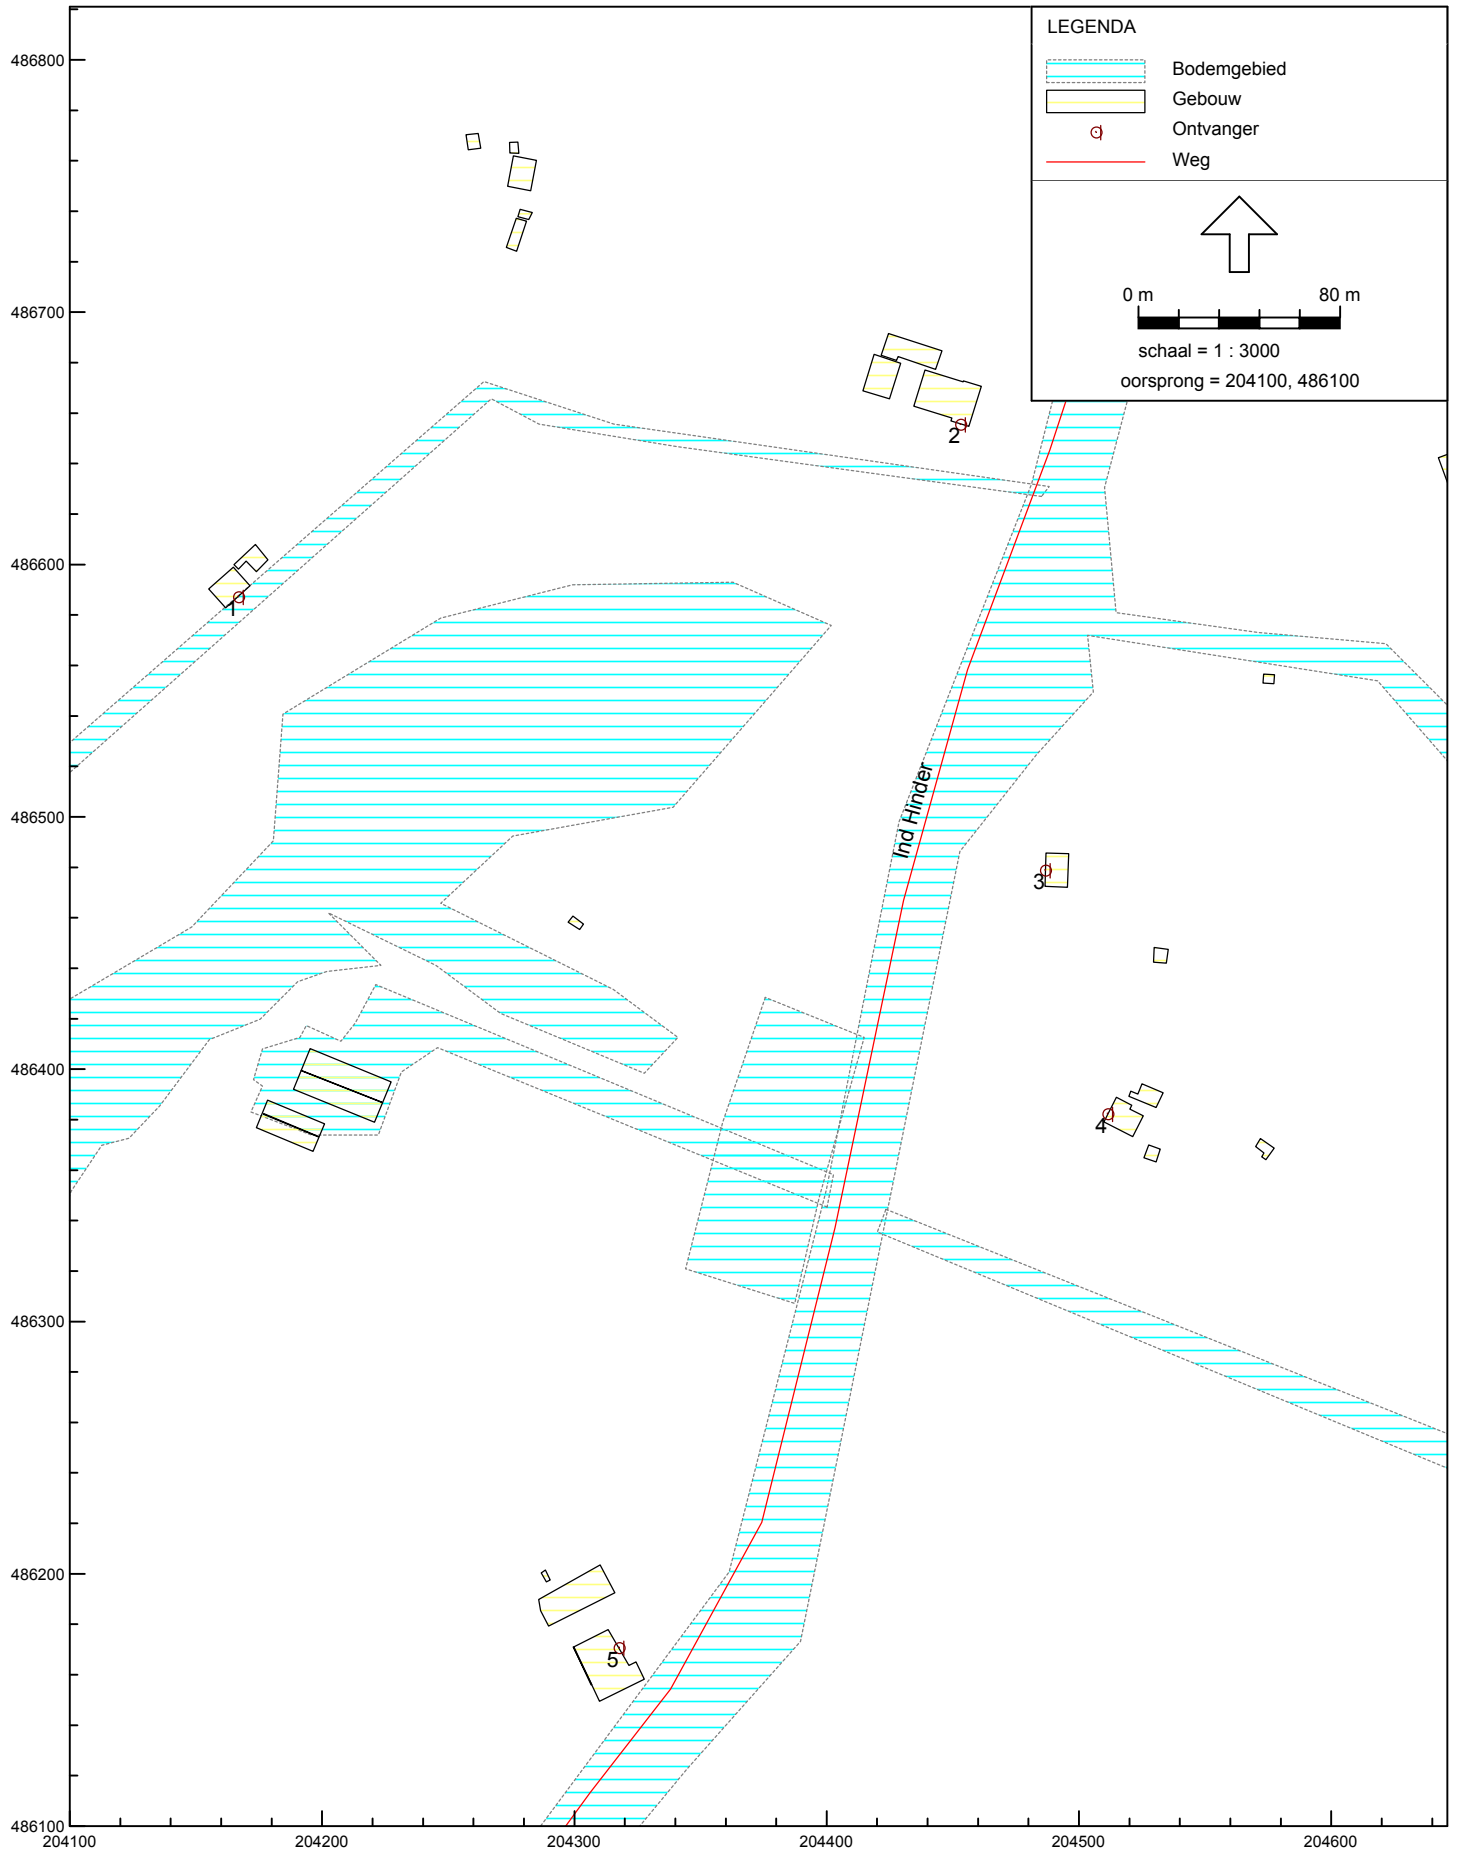 LEGENDA
Bodemgebied
Gebouw
Ontvanger
Weg
0 m 80 m
schaal = 1 : 3000
oorsprong = 204100, 486100
486800
486700
486600
486500
486400
486300
486200
486100
2
1
Ind Hinder
3
4
5
204100 204200 204300 204400 204500 204600